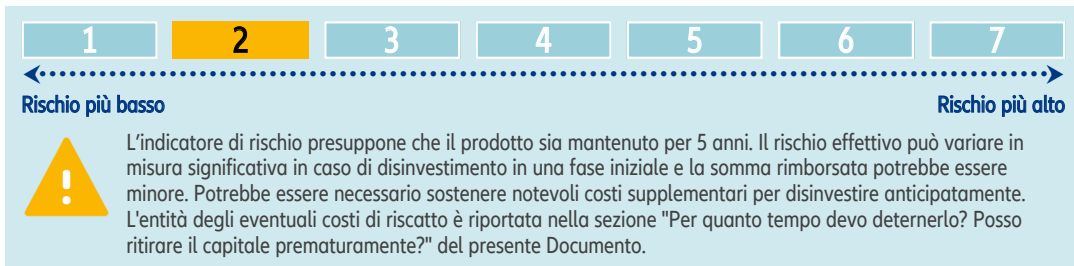 1 2 3 4 5 6 7
Rischio più basso Rischio più alto
L'indicatore di rischio presuppone che il prodotto sia mantenuto per 5 anni. Il rischio effettivo può variare in
misura significativa in caso di disinvestimento in una fase iniziale e la somma rimborsata potrebbe essere
minore. Potrebbe essere necessario sostenere notevoli costi supplementari per disinvestire anticipatamente.
L'entità degli eventuali costi di riscatto è riportata nella sezione "Per quanto tempo devo deternerlo? Posso
ritirare il capitale prematuramente?" del presente Documento.